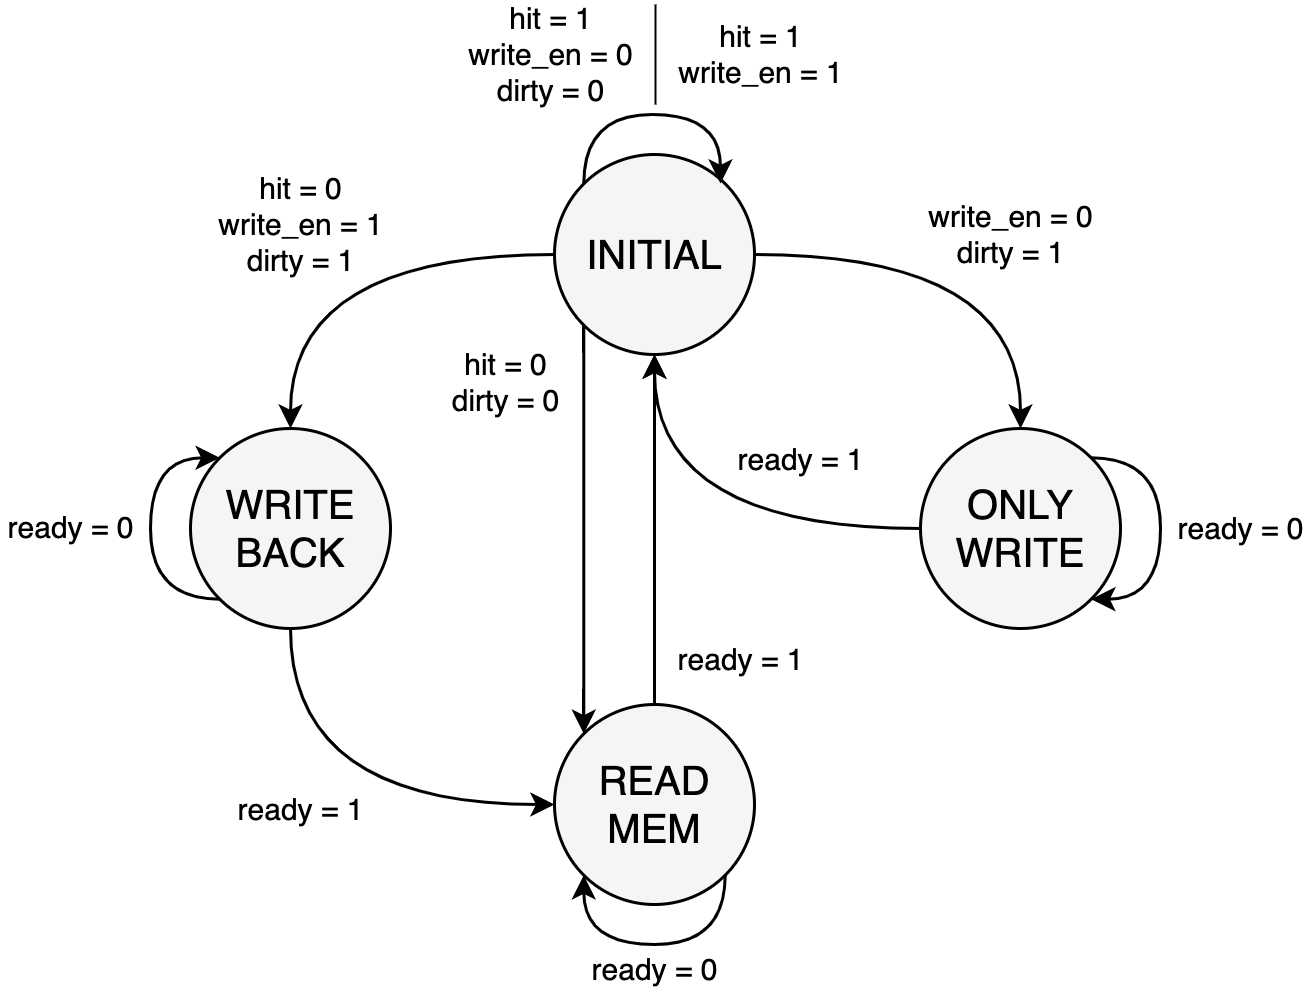 hit = 1
write_en = 0
dirty = 0
hit = 1
write_en = 1
hit = 0
write_en = 1
dirty = 1
INITIAL
write_en = 0
dirty = 1
hit = 0
dirty = 0
ready = 1
WRITE
BACK
ready = 0
ONLY
WRITE
ready = 0
ready = 1
ready = 1
READ
MEM
ready = 0